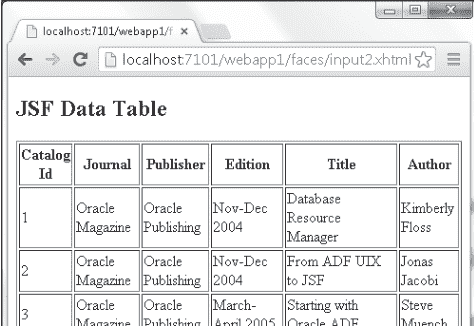 localhost:7101/webapp1/f
localhost:7101/webapp1/faces/input2.xhtml
JSF Data Table
Catalog Id Journal Publisher Edition Title Author
1 Oracle Magazine Oracle Publishing Nov-Dec 2004 Database Resource Manager Kimberly Floss
2 Oracle Magazine Oracle Publishing Nov-Dec 2004 From ADF UIX to JSF Jonas Jacobi
3 Oracle Magazine Oracle Publishing March-April 2005 Starting with Oracle ADF Steve Muench